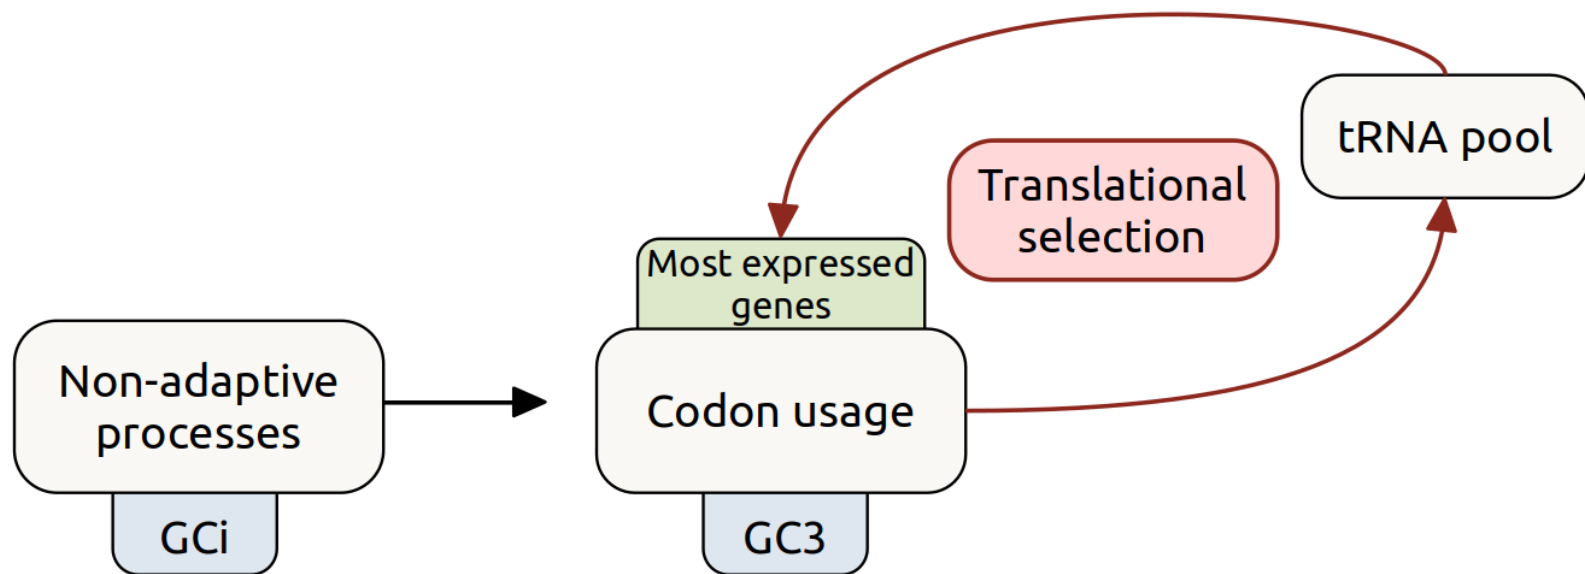 tRNA pool
Translational
selection
Most expressed
genes
Non-adaptive
processes
Codon usage
GCi
GC3